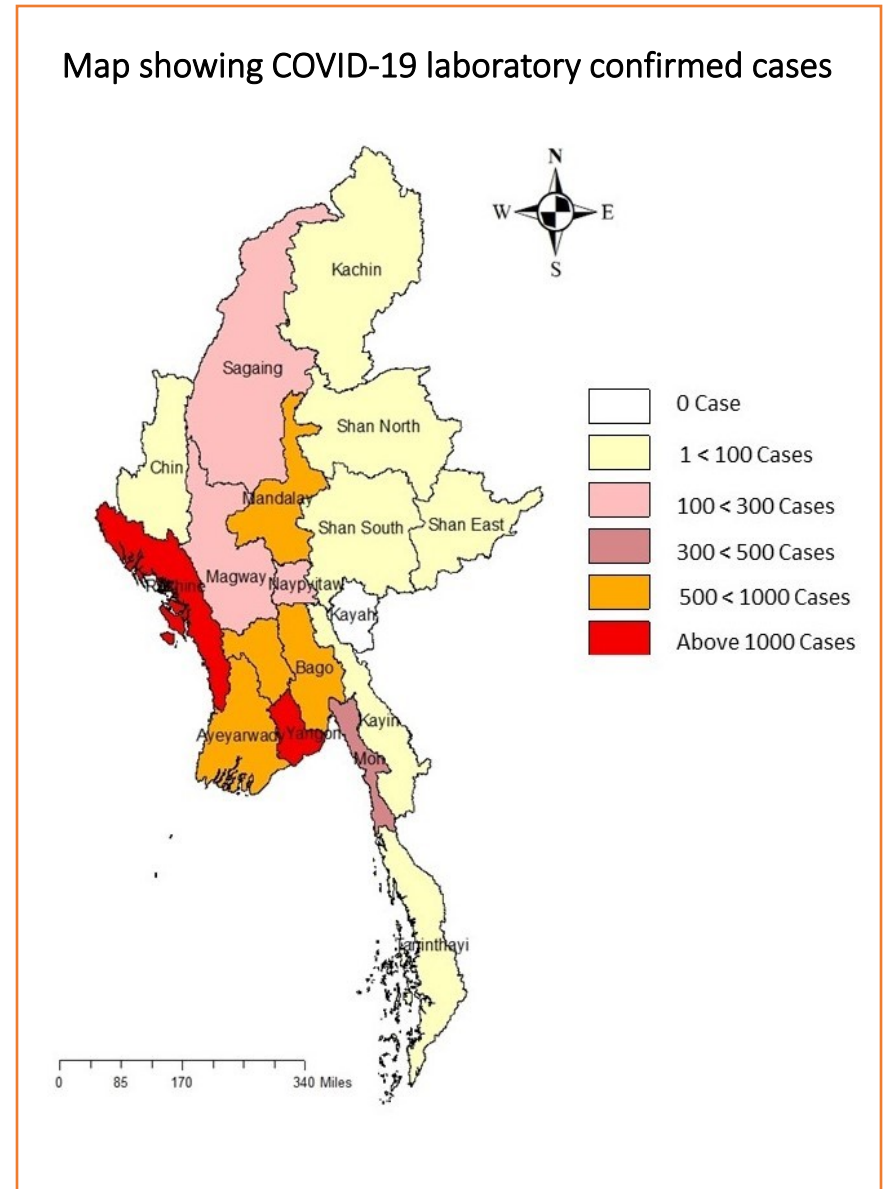 Map showing COVID-19 laboratory confirmed cases
N
W E
S
Kachin
Sagaing
0 Case
Shan North
1 < 100 Cases
Chin
Mandalay
100 < 300 Cases
Shan South
Shan East
300 < 500 Cases
Rakhine
Magway
Naypyitaw
500 < 1000 Cases
Kayah
Above 1000 Cases
Bago
Kayin
Ayeyarwady
Yangon
Mon
Taninthayi
0 85 170 340 Miles